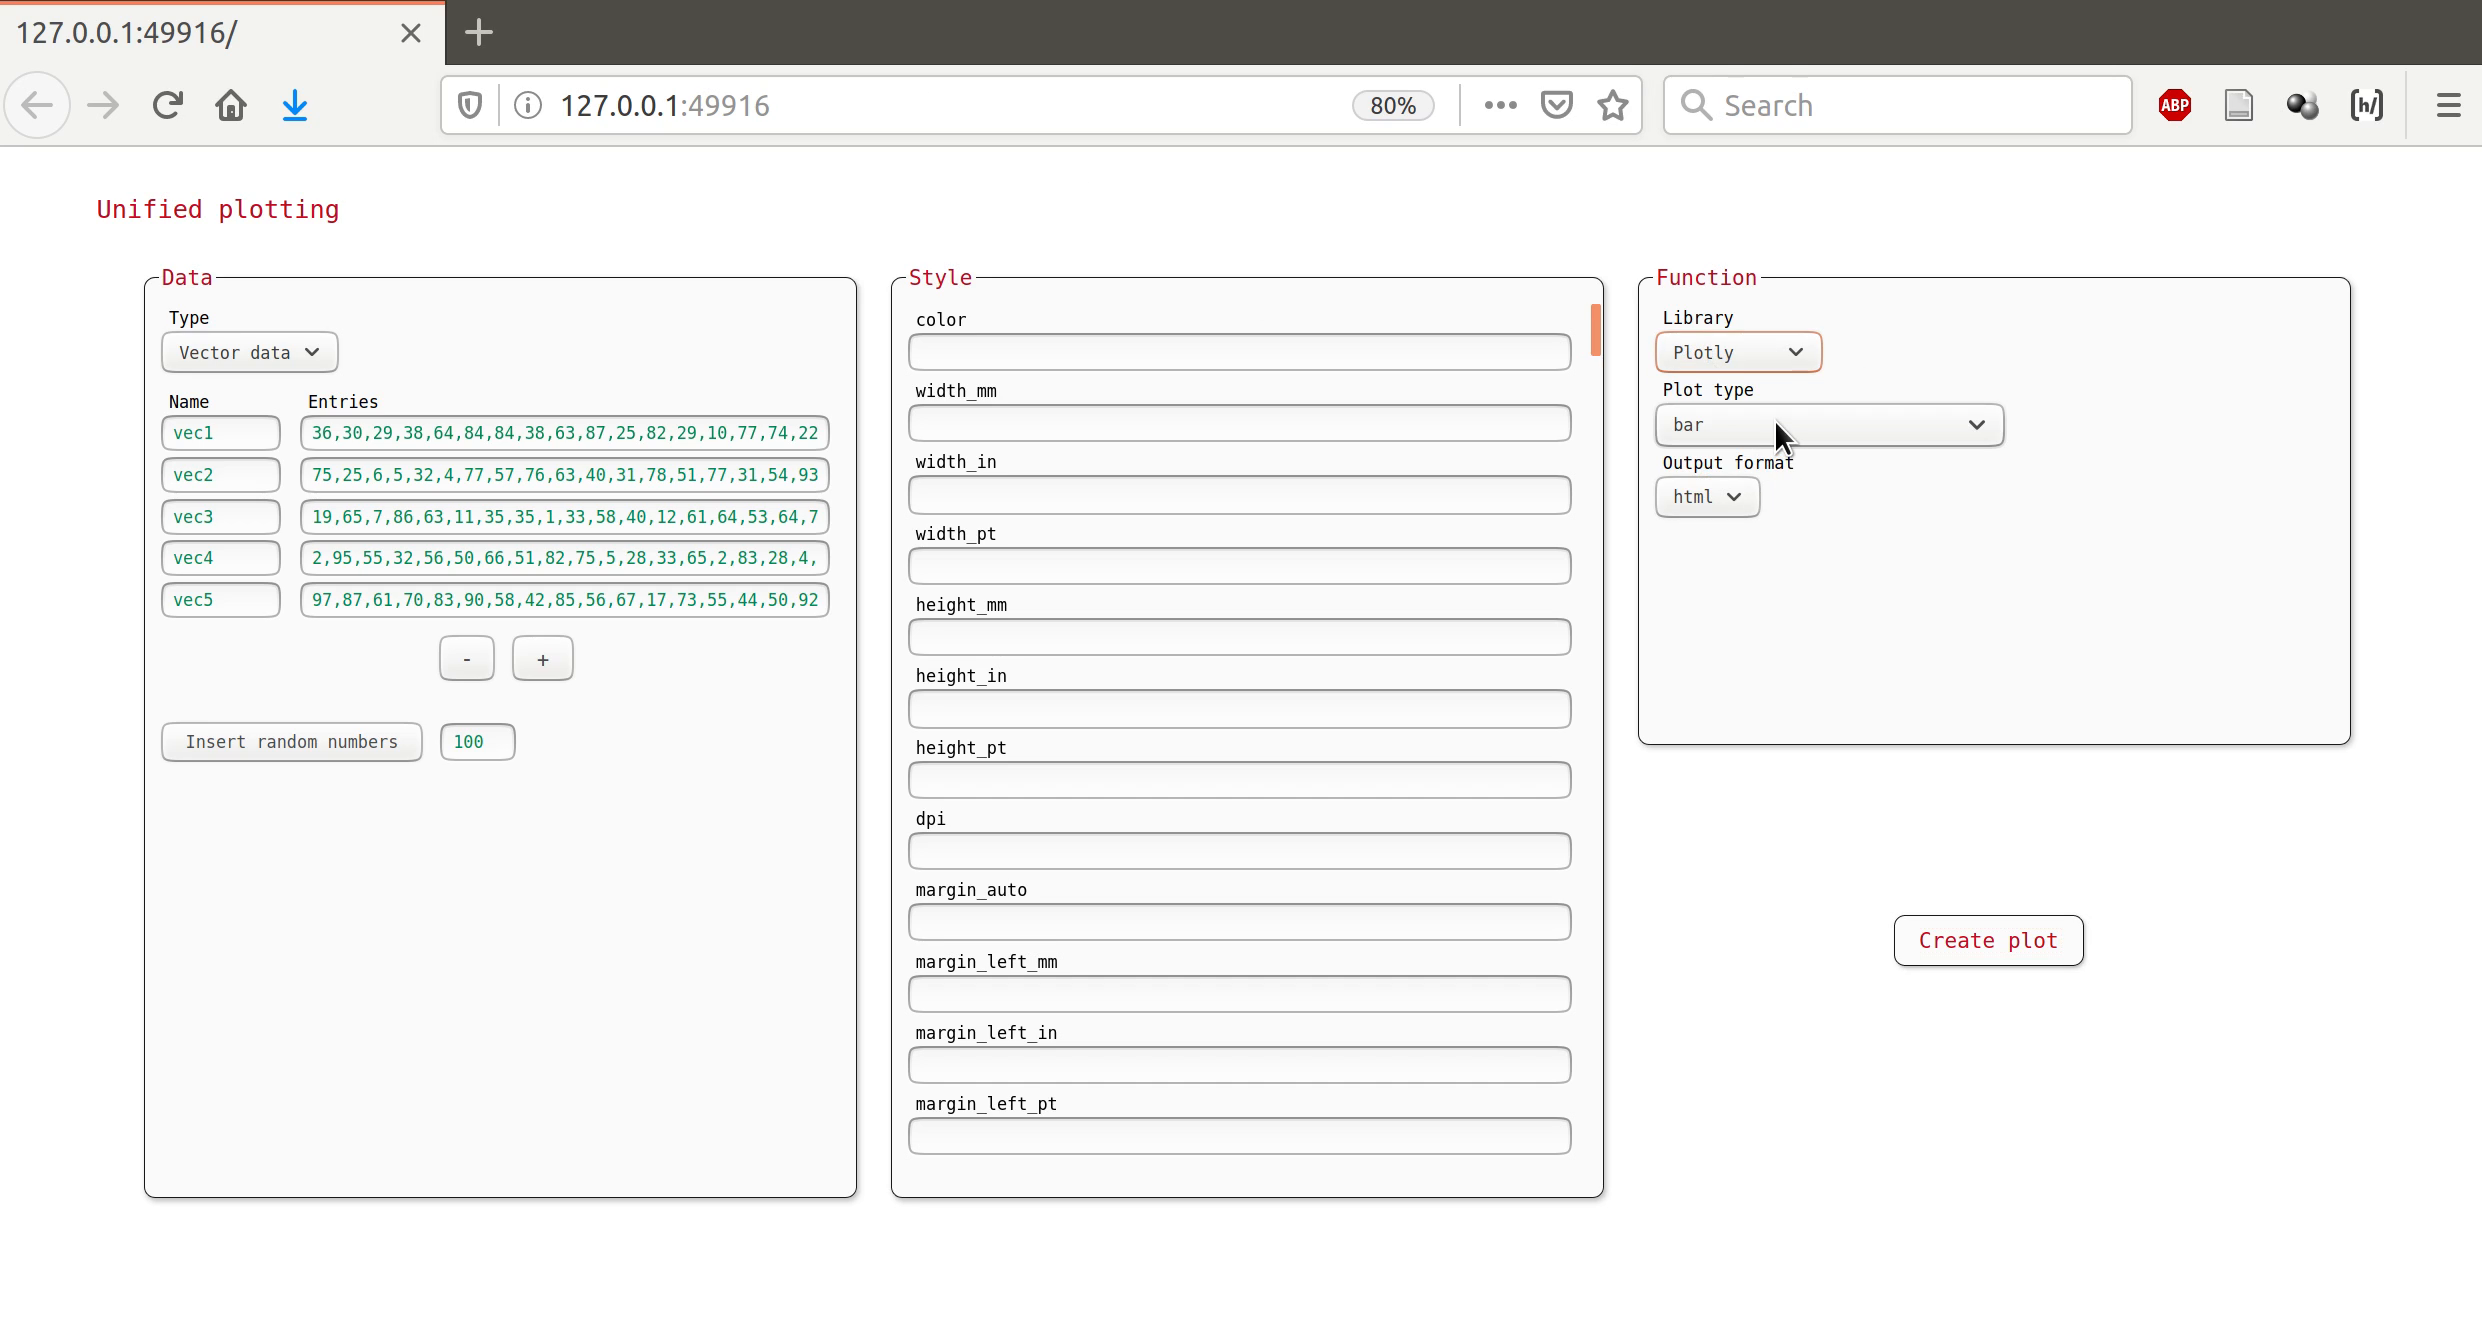 127.0.0.1:49916/
127.0.0.1:49916
80%
Search
ABP
[h/]
Unified plotting
Data
Type
Vector data
Name Entries
vec1 36,30,29,38,64,84,84,38,63,87,25,82,29,10,77,74,22
vec2 75,25,6,5,32,4,77,57,76,63,40,31,78,51,77,31,54,93
vec3 19,65,7,86,63,11,35,35,1,33,58,40,12,61,64,53,64,7
vec4 2,95,55,32,56,50,66,51,82,75,5,28,33,65,2,83,28,4,
vec5 97,87,61,70,83,90,58,42,85,56,67,17,73,55,44,50,92
- +
Insert random numbers 100
Style
color
width_mm
width_in
width_pt
height_mm
height_in
height_pt
dpi
margin_auto
margin_left_mm
margin_left_in
margin_left_pt
Function
Library
Plotly
Plot type
bar
Output format
html
Create plot